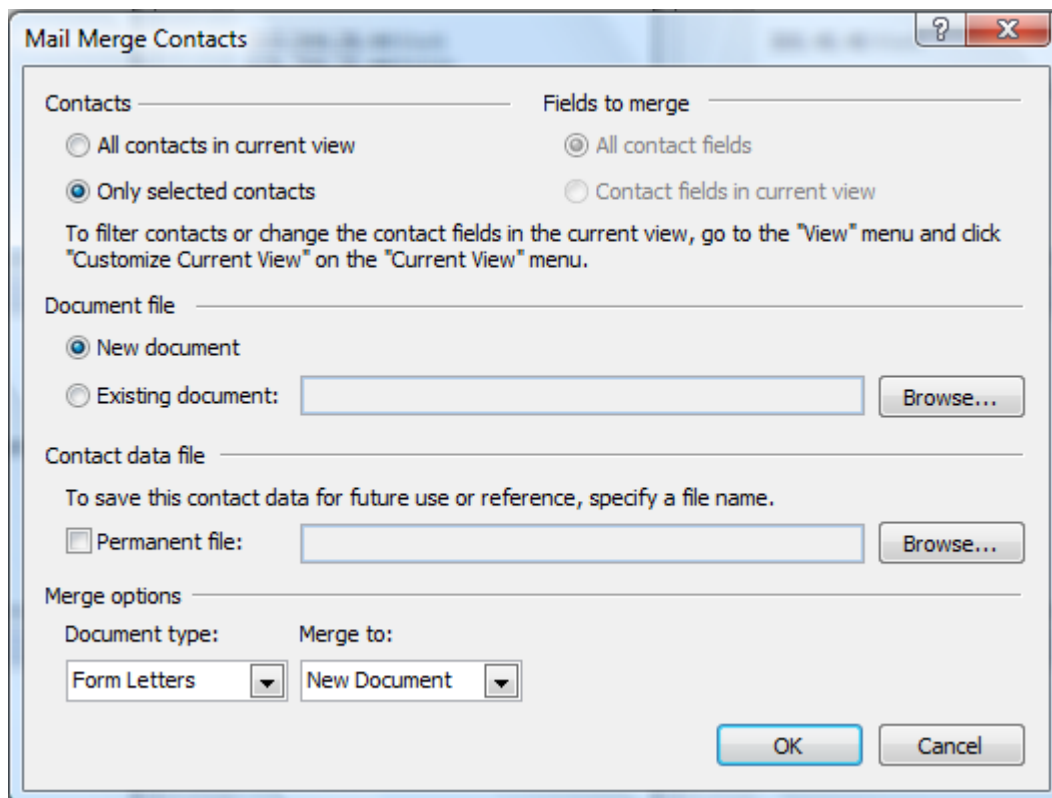 Mail Merge Contacts
Contacts
Fields to merge
All contacts in current view
All contact fields
Only selected contacts
Contact fields in current view
To filter contacts or change the contact fields in the current view, go to the "View" menu and click
"Customize Current View" on the "Current View" menu.
Document file
New document
Existing document:
Browse...
Contact data file
To save this contact data for future use or reference, specify a file name.
Permanent file:
Browse...
Merge options
Document type:
Merge to:
Form Letters
New Document
OK
Cancel